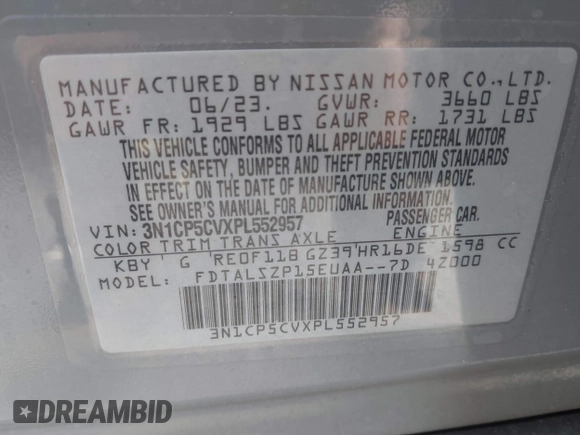 MANUFACTURED BY NISSAN MOTOR CO.,LTD.
DATE: 06/23. GVWR: 3660 LBS
GAWR FR: 1929 LBS GAWR RR: 1731 LBS
THIS VEHICLE CONFORMS TO ALL APPLICABLE FEDERAL MOTOR
VEHICLE SAFETY, BUMPER AND THEFT PREVENTION STANDARDS
IN EFFECT ON THE DATE OF MANUFACTURE SHOWN ABOVE.
SEE OWNER'S MANUAL FOR ADDITIONAL INFORMATION.
VIN: 3N1CP5CVXPL552957 PASSENGER CAR.
COLOR TRIM TRANS AXLE ENGINE
KBY G RE0F11B GZ39 HR16DE 1598 CC
MODEL: FDTALSZP15EUAA--7D 4Z000
3N1CP5CVXPL552957
DREAMBID